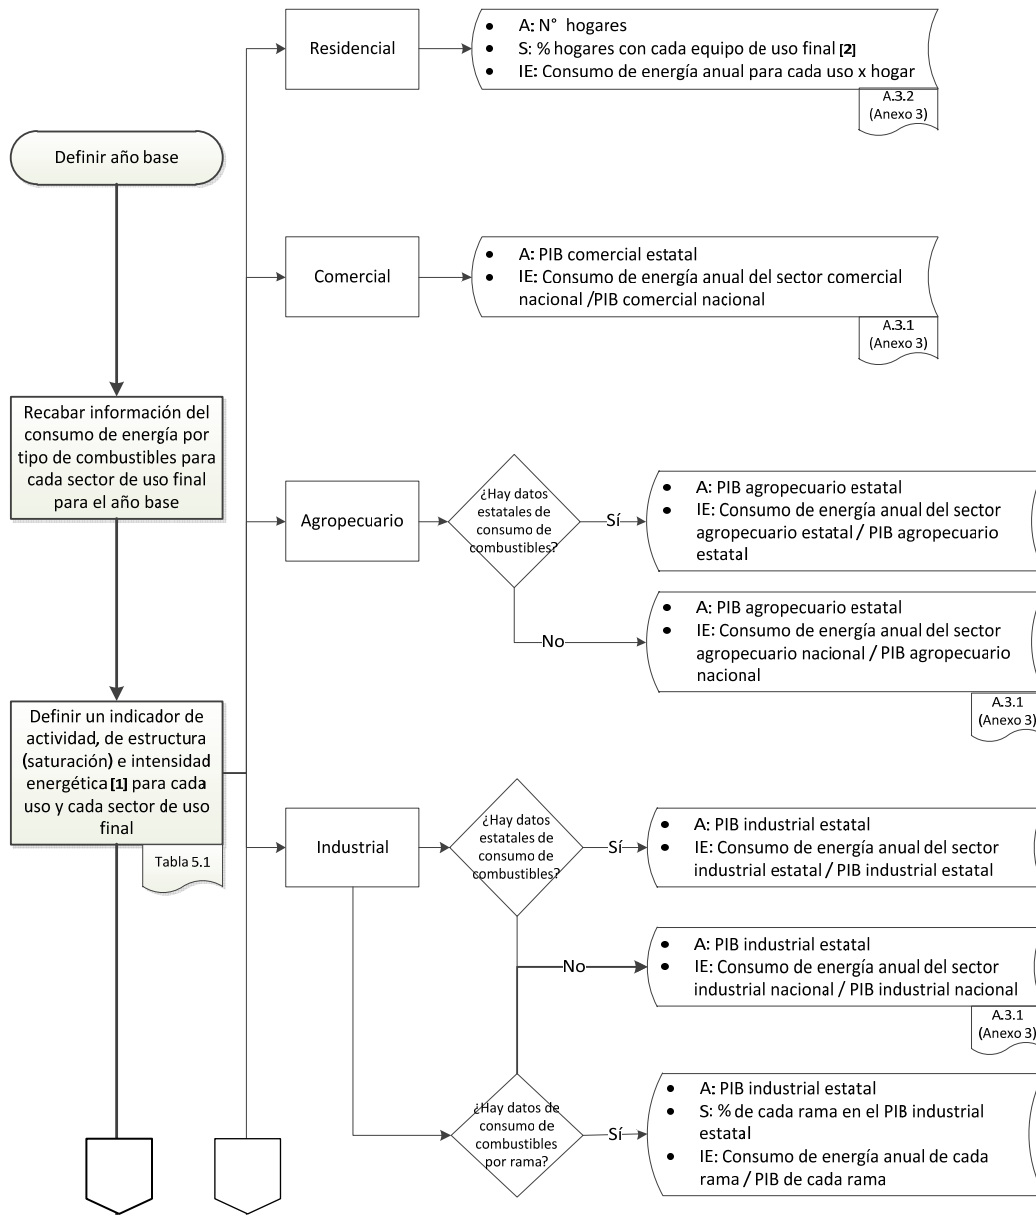 Definir año base
Recabar información del
consumo de energía por
tipo de combustibles para
cada sector de uso final
para el año base
Definir un indicador de
actividad, de estructura
(saturación) e intensidad
energética[1] para cada
uso y cada sector de uso
final
Tabla 5.1
Residencial
• A: N° hogares
• S: % hogares con cada equipo de uso final [2]
• IE: Consumo de energía anual para cada uso x hogar
A.3.2
(Anexo 3)
Comercial
• A: PIB comercial estatal
• IE: Consumo de energía anual del sector comercial
nacional /PIB comercial nacional
A.3.1
(Anexo 3)
Agropecuario
¿Hay datos
estatales de
consumo de
combustibles?
Sí
• A: PIB agropecuario estatal
• IE: Consumo de energía anual del sector
agropecuario estatal / PIB agropecuario
estatal
No
• A: PIB agropecuario estatal
• IE: Consumo de energía anual del sector
agropecuario nacional / PIB agropecuario
nacional
A.3.1
(Anexo 3)
Industrial
¿Hay datos
estatales de
consumo de
combustibles?
Sí
• A: PIB industrial estatal
• IE: Consumo de energía anual del sector
industrial estatal / PIB industrial estatal
No
• A: PIB industrial estatal
• IE: Consumo de energía anual del sector
industrial nacional / PIB industrial nacional
A.3.1
(Anexo 3)
¿Hay datos de
consumo de
combustibles
por rama?
Sí
• A: PIB industrial estatal
• S: % de cada rama en el PIB industrial
estatal
• IE: Consumo de energía anual de cada
rama / PIB de cada rama